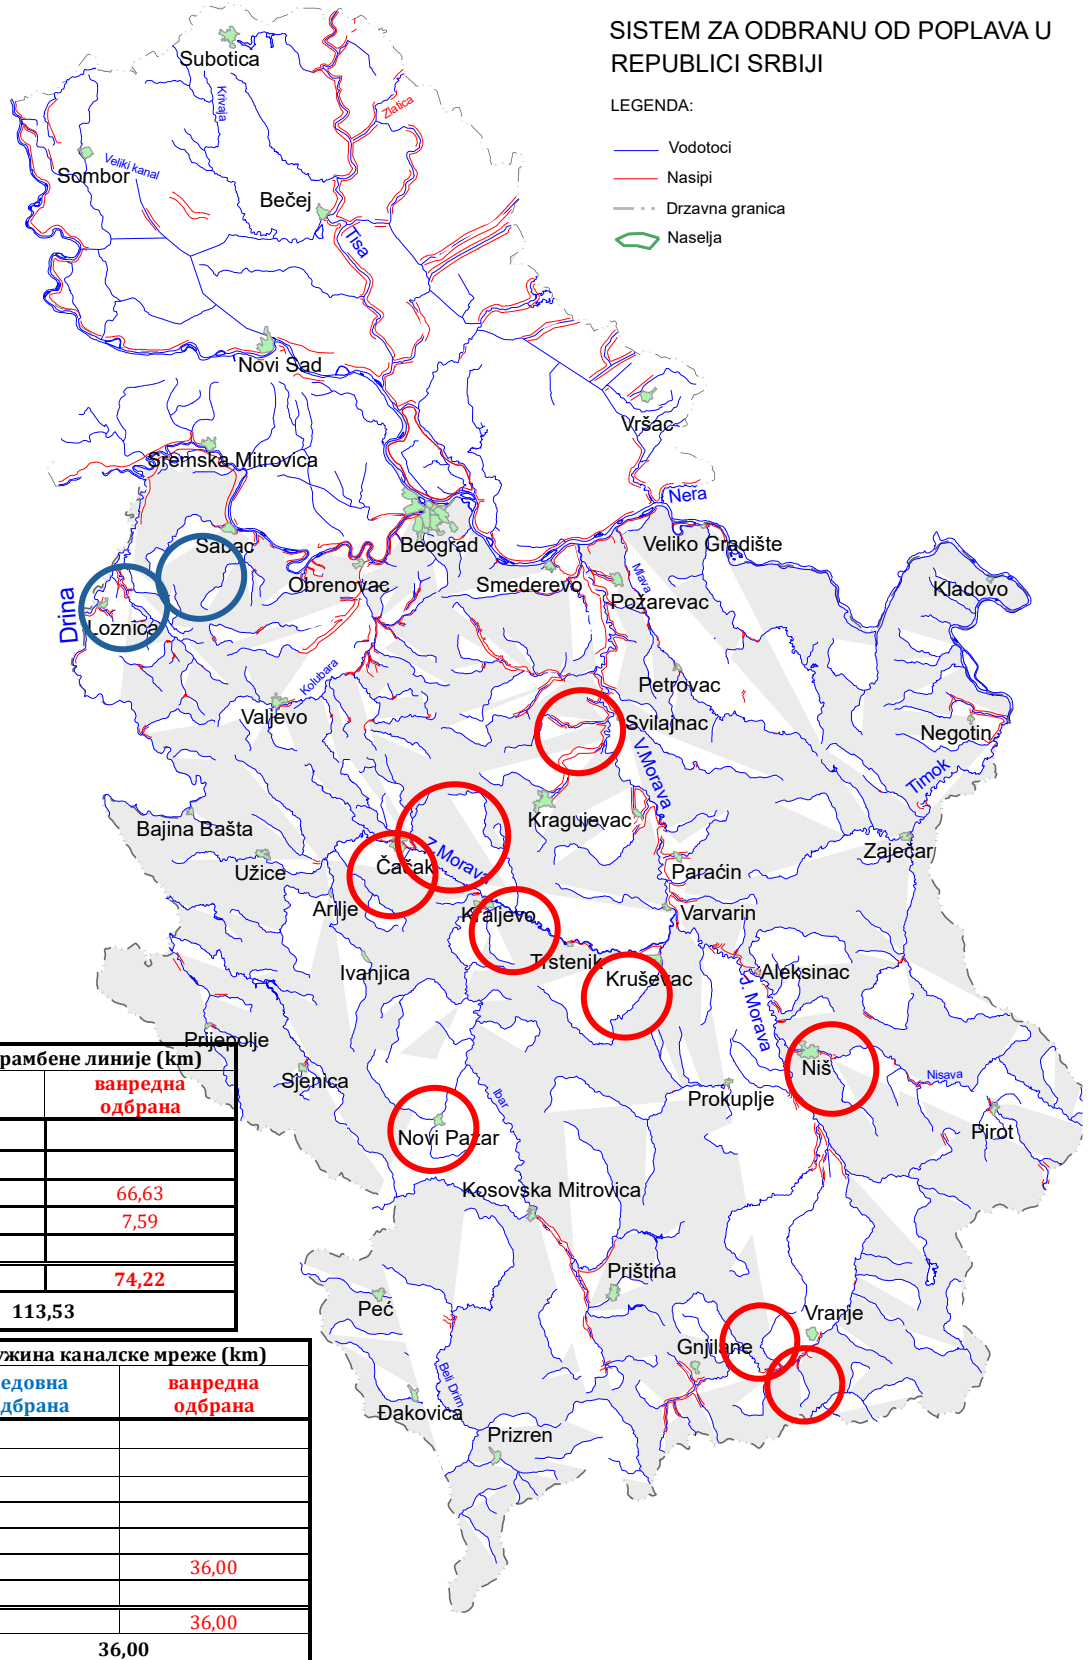 SISTEM ZA ODBRANU OD POPLAVA U
REPUBLICI SRBIJI
LEGENDA:
Vodotoci
Nasipi
Drzavna granica
Naselja
Subotica
Krivaja
Zlatica
Sombor
Veliki kanal
Bečej
Tisa
Novi Sad
Vršac
Sremska Mitrovica
Nera
Šabac
Beograd
Veliko Gradište
Obrenovac
Smederevo
Mlava
Požarevac
Kladovo
Drina
Loznica
Kolubara
Petrovac
Valjevo
Svilajnac
Negotin
V.Morava
Timok
Bajina Bašta
Kragujevac
Zaječar
Užice
Čačak
Z.Morava
Paraćin
Arilje
Kraljevo
Varvarin
Ivanjica
Trstenik
Kruševac
Aleksinac
J. Morava
Prijepolje
Sjenica
Ibar
Niš
Nisava
Prokuplje
Pirot
Novi Pazar
Kosovska Mitrovica
Priština
Peć
Vranje
Gnjilane
Beli Drim
Đakovica
Prizren
рамбене линије (km)
ванредна
одбрана
66,63
7,59
74,22
113,53
ужина каналске мреже (km)
едовна ванредна
дбрана одбрана
36,00
36,00
36,00